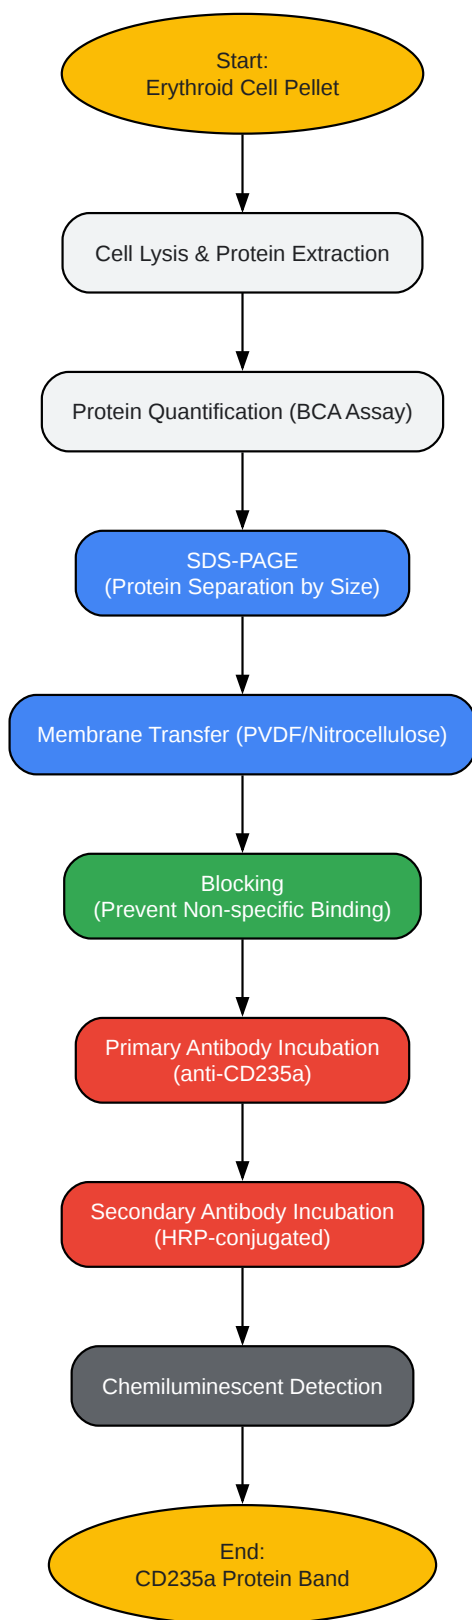 Start:
Erythroid Cell Pellet
Cell Lysis & Protein Extraction
Protein Quantification (BCA Assay)
SDS-PAGE
(Protein Separation by Size)
Membrane Transfer (PVDF/Nitrocellulose)
Blocking
(Prevent Non-specific Binding)
Primary Antibody Incubation
(anti-CD235a)
Secondary Antibody Incubation
(HRP-conjugated)
Chemiluminescent Detection
End:
CD235a Protein Band